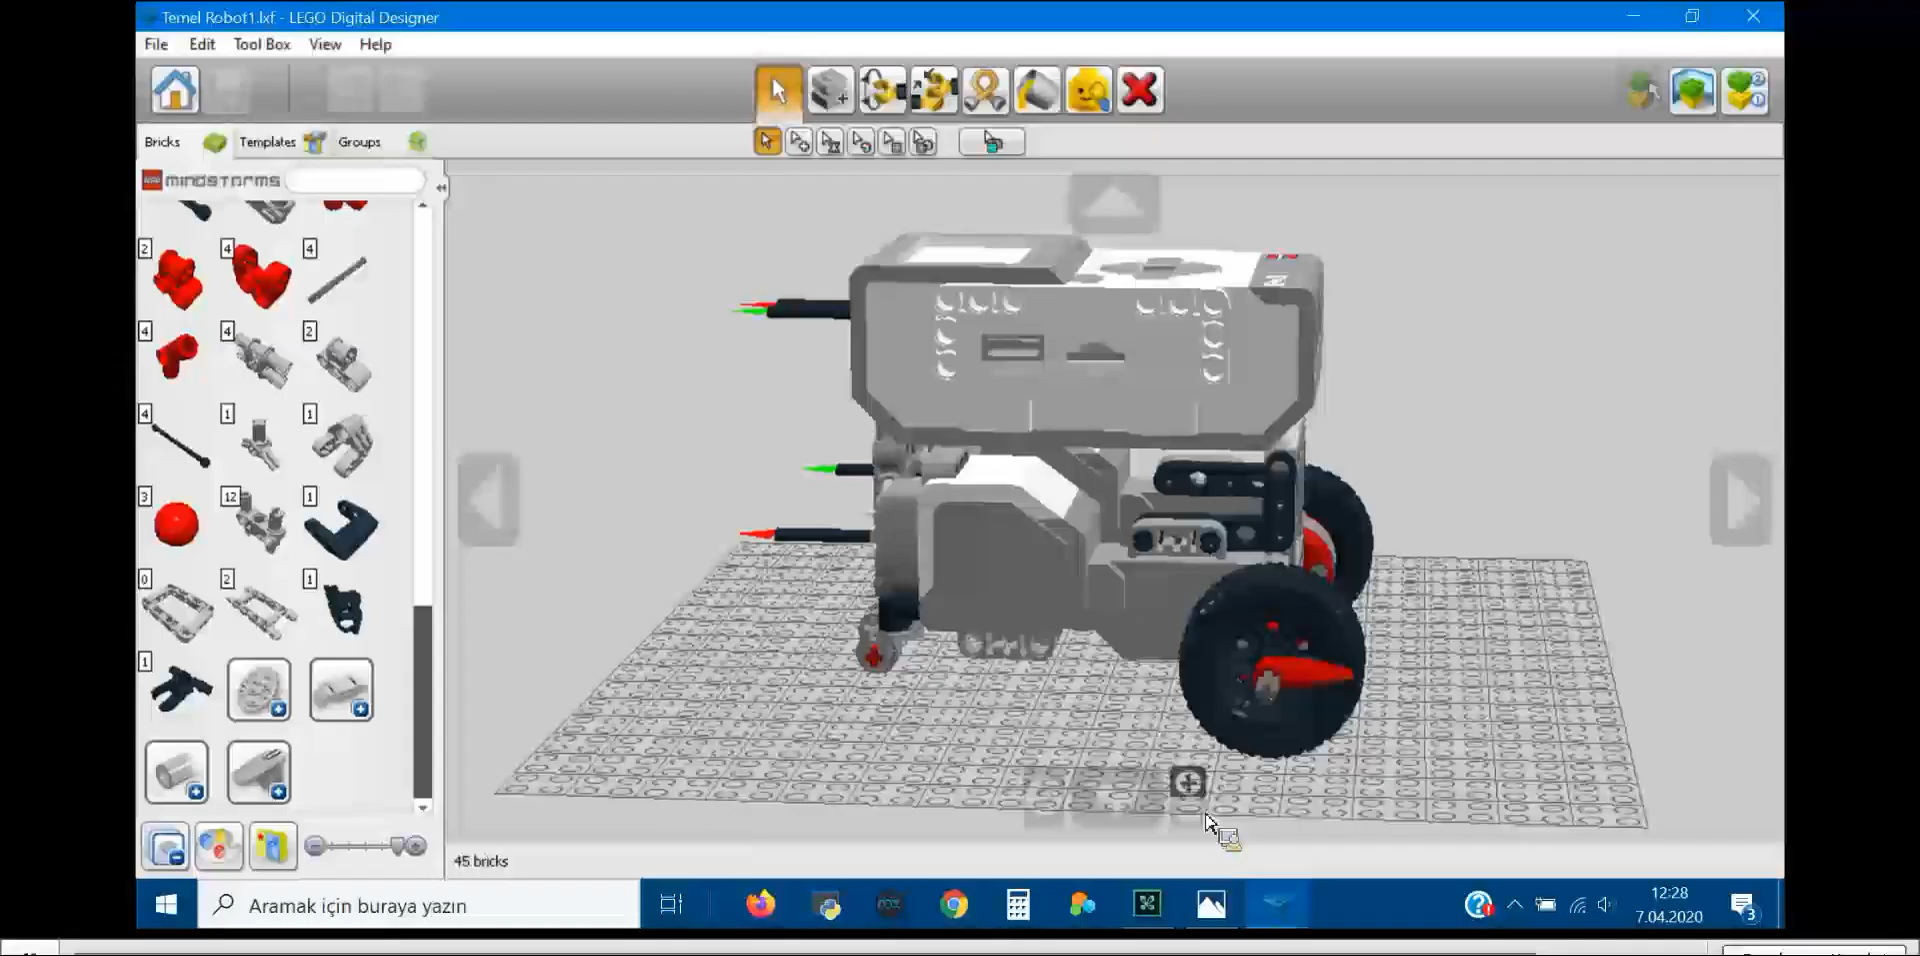 Temel Robot1.lxf - LEGO Digital Designer
File Edit Tool Box View Help
Bricks Templates Groups
MINDSTORMS
2 4 4
4 4 2
4 1 1
3 12 1
0 2 1
1
45 bricks
Aramak için buraya yazın
12:28
7.04.2020
3